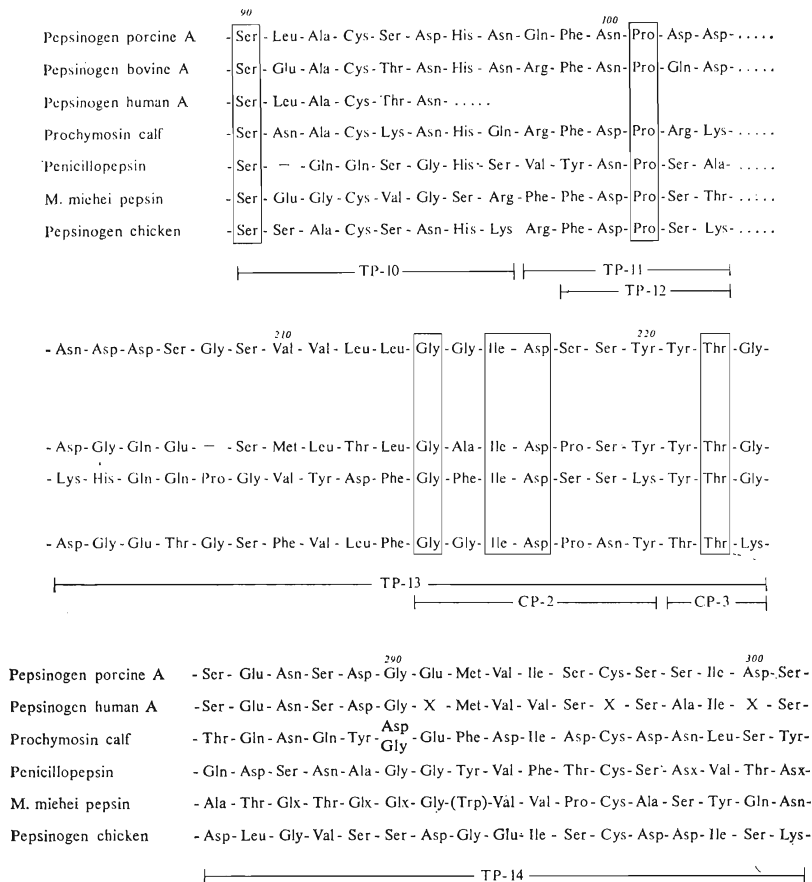 90 100
Pepsinogen porcine A -Ser-Leu-Ala-Cys-Ser-Asp-His-Asn-Gln-Phe-Asn-Pro-Asp-Asp-.....
Pepsinogen bovine A -Ser-Glu-Ala-Cys-Thr-Asn-His-Asn-Arg-Phe-Asn-Pro-Gln-Asp-.....
Pepsinogen human A -Ser-Leu-Ala-Cys-Thr-Asn-.....
Prochymosin calf -Ser-Asn-Ala-Cys-Lys-Asn-His-Gln-Arg-Phe-Asp-Pro-Arg-Lys-.....
Penicillopepsin -Ser- — -Gln-Gln-Ser-Gly-His-Ser-Val-Tyr-Asn-Pro-Ser-Ala-.....
M. miehei pepsin -Ser-Glu-Gly-Cys-Val-Gly-Ser-Arg-Phe-Phe-Asp-Pro-Ser-Thr-.....
Pepsinogen chicken -Ser-Ser-Ala-Cys-Ser-Asn-His-Lys Arg-Phe-Asp-Pro-Ser-Lys-.....
TP-10 TP-11
TP-12
210 220
-Asn-Asp-Asp-Ser-Gly-Ser-Val-Val-Leu-Leu-Gly-Gly-Ile-Asp-Ser-Ser-Tyr-Tyr-Thr-Gly-
-Asp-Gly-Gln-Glu- — -Ser-Met-Leu-Thr-Leu-Gly-Ala-Ile-Asp-Pro-Ser-Tyr-Tyr-Thr-Gly-
-Lys-His-Gln-Gln-Pro-Gly-Val-Tyr-Asp-Phe-Gly-Phe-Ile-Asp-Ser-Ser-Lys-Tyr-Thr-Gly-
-Asp-Gly-Glu-Thr-Gly-Ser-Phe-Val-Leu-Phe-Gly-Gly-Ile-Asp-Pro-Asn-Tyr-Thr-Thr-Lys-
TP-13
CP-2 CP-3
290 300
Pepsinogen porcine A -Ser-Glu-Asn-Ser-Asp-Gly-Glu-Met-Val-Ile-Ser-Cys-Ser-Ser-Ile-Asp-Ser-
Pepsinogen human A -Ser-Glu-Asn-Ser-Asp-Gly-X-Met-Val-Val-Ser-X-Ser-Ala-Ile-X-Ser-
Asp
Prochymosin calf -Thr-Gln-Asn-Gln-Tyr-Gly-Glu-Phe-Asp-Ile-Asp-Cys-Asp-Asn-Leu-Ser-Tyr-
Penicillopepsin -Gln-Asp-Ser-Asn-Ala-Gly-Gly-Tyr-Val-Phe-Thr-Cys-Ser-Asx-Val-Thr-Asx-
M. miehei pepsin -Ala-Thr-Glx-Thr-Glx-Glx-Gly-(Trp)-Val-Val-Pro-Cys-Ala-Ser-Tyr-Gln-Asn-
Pepsinogen chicken -Asp-Leu-Gly-Val-Ser-Ser-Asp-Gly-Glu-Ile-Ser-Cys-Asp-Asp-Ile-Ser-Lys-
TP-14